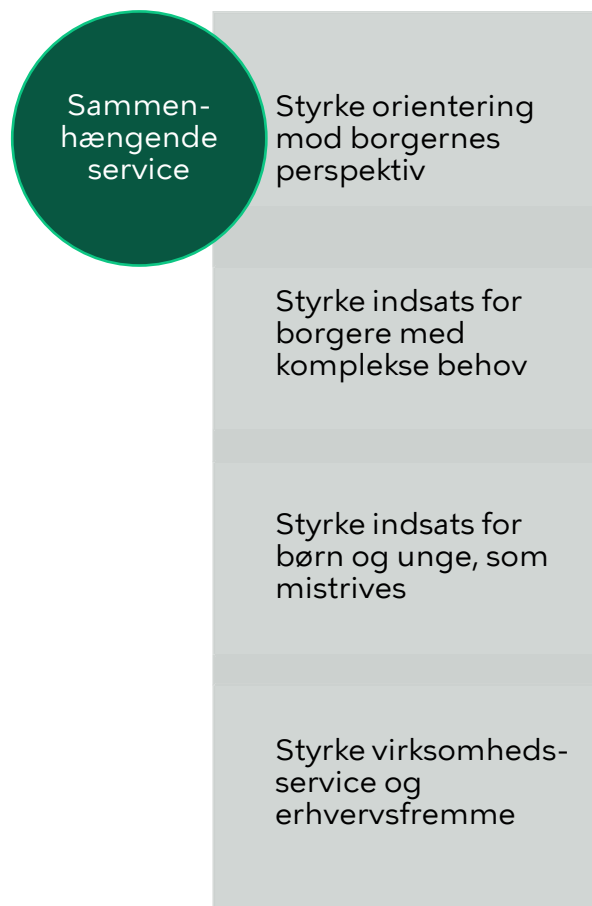 Sammen-
hængende
service
Styrke orientering
mod borgernes
perspektiv
Styrke indsats for
borgere med
komplekse behov
Styrke indsats for
børn og unge, som
mistrives
Styrke virksomheds-
service og
erhvervsfremme